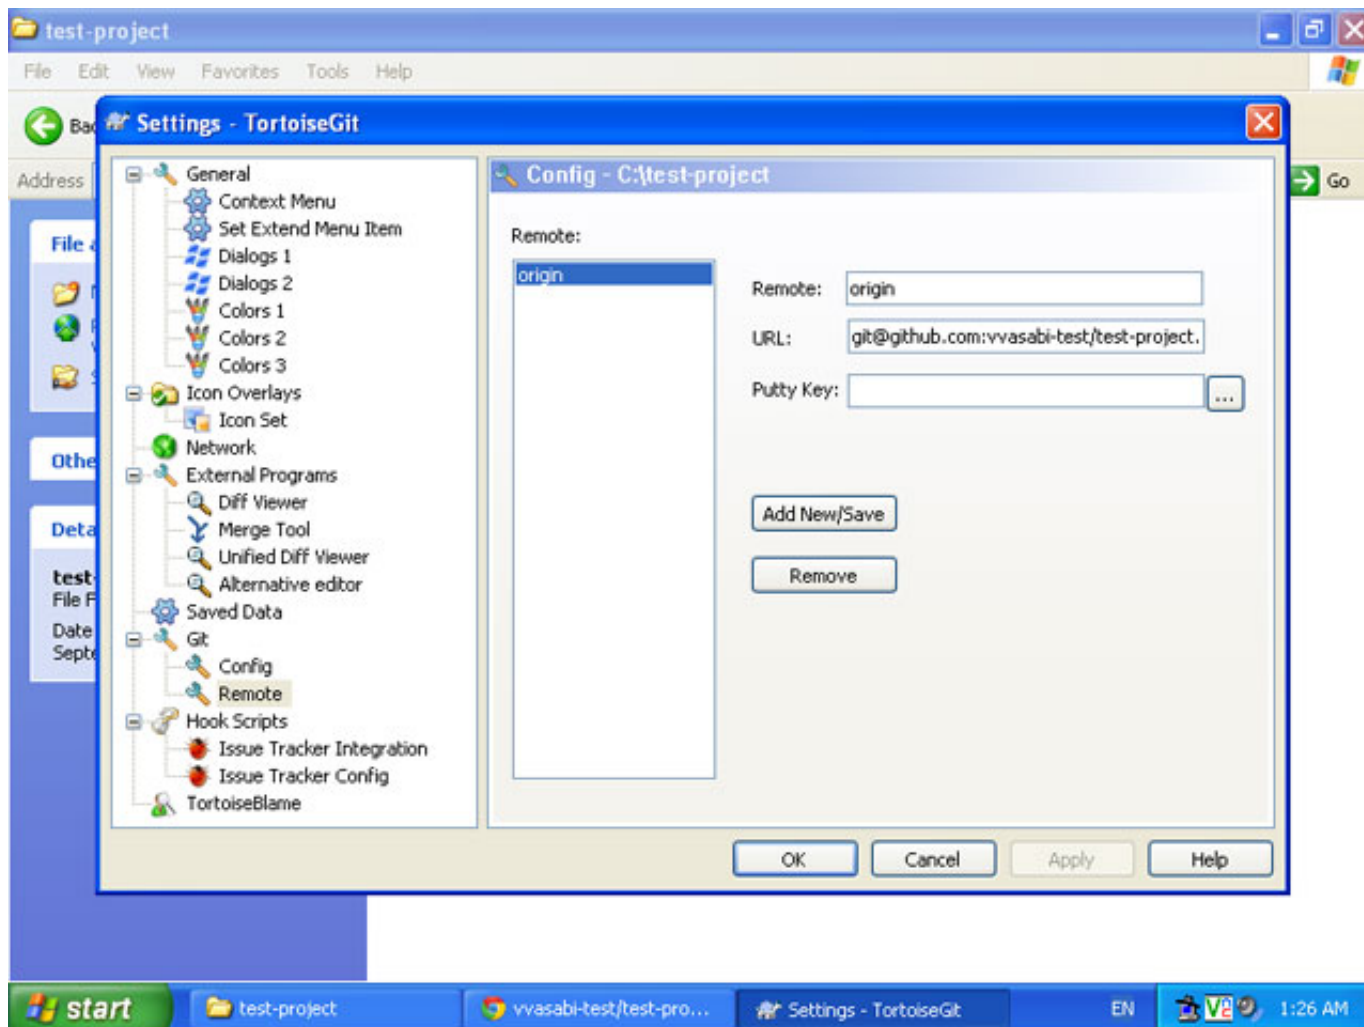 test-project
File Edit View Favorites Tools Help
Settings - TortoiseGit
Address
Go
General
Context Menu
Set Extend Menu Item
Dialogs 1
Dialogs 2
Colors 1
Colors 2
Colors 3
Icon Overlays
Icon Set
Network
External Programs
Diff Viewer
Merge Tool
Unified Diff Viewer
Alternative editor
Saved Data
Git
Config
Remote
Hook Scripts
Issue Tracker Integration
Issue Tracker Config
TortoiseBlame
Config - C:\test-project
Remote:
origin
Remote: origin
URL: git@github.com:vvasabi-test/test-project.
Putty Key: ...
Add New/Save
Remove
OK Cancel Apply Help
File
Othe
Deta
test-
File F
Date
Septe
start test-project vvasabi-test/test-pro... Settings - TortoiseGit EN 1:26 AM